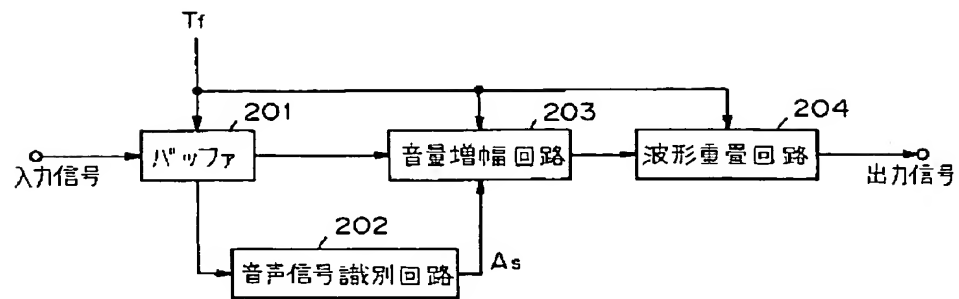 Tf
201
203
204
入力信号
バッファ
音量増幅回路
波形重畳回路
出力信号
202
音声信号識別回路
As